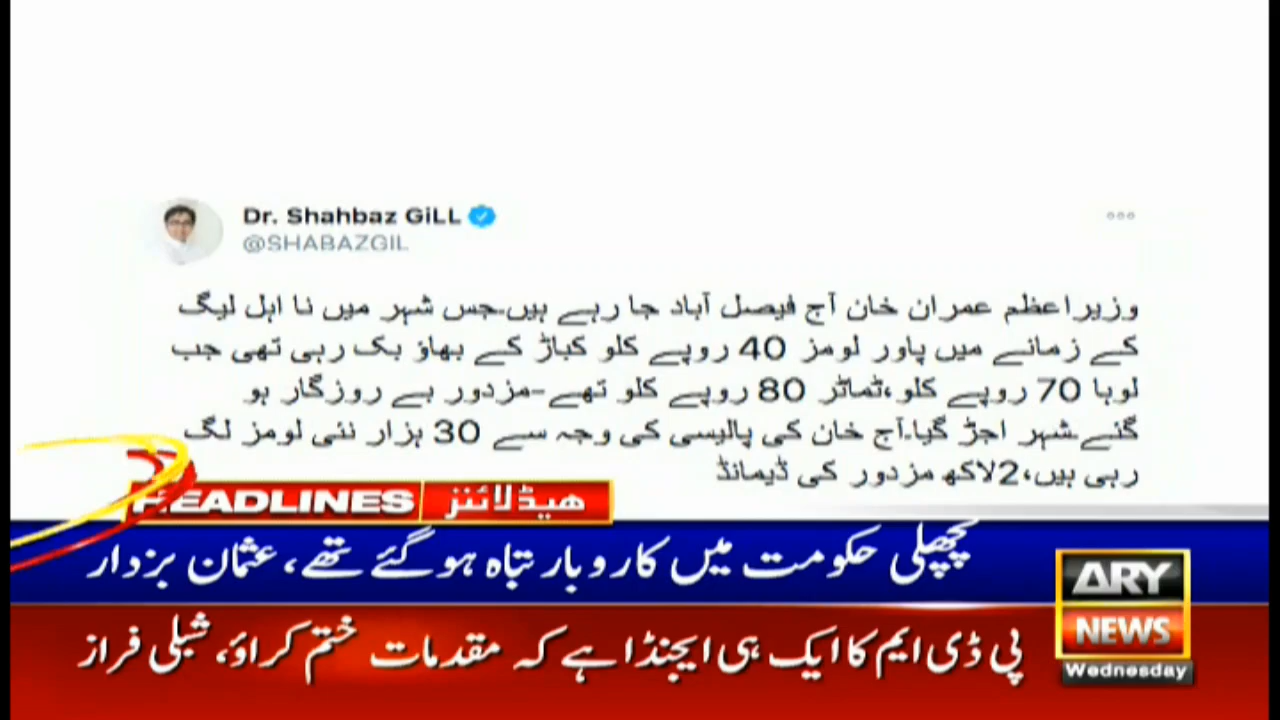 Dr. Shahbaz GiLL
@SHABAZGIL
وزیراعظم عمران خان آج فیصل آباد جا رہے ہیں۔جس شہر میں نا اہل لیگ
کے زمانے میں پاور لومز 40 روپے کلو کباڑ کے بھاؤ بک رہی تھی جب
لوہا 70 روپے کلو،ٹماٹر 80 روپے کلو تھے-مزدور بے روزگار ہو
گئے۔شہر اجڑ گیا۔آج خان کی پالیسی کی وجہ سے 30 ہزار نئی لومز لگ
رہی ہیں،2لاکھ مزدور کی ڈیمانڈ
HEADLINES ھیڈلائنز
پچھلی حکومت میں کاروبار تباہ ہوگئے تھے، عثمان بزدار
پی ڈی ایم کا ایک ہی ایجنڈا ہے کہ مقدمات ختم کراؤ، شبلی فراز
ARY
NEWS
Wednesday